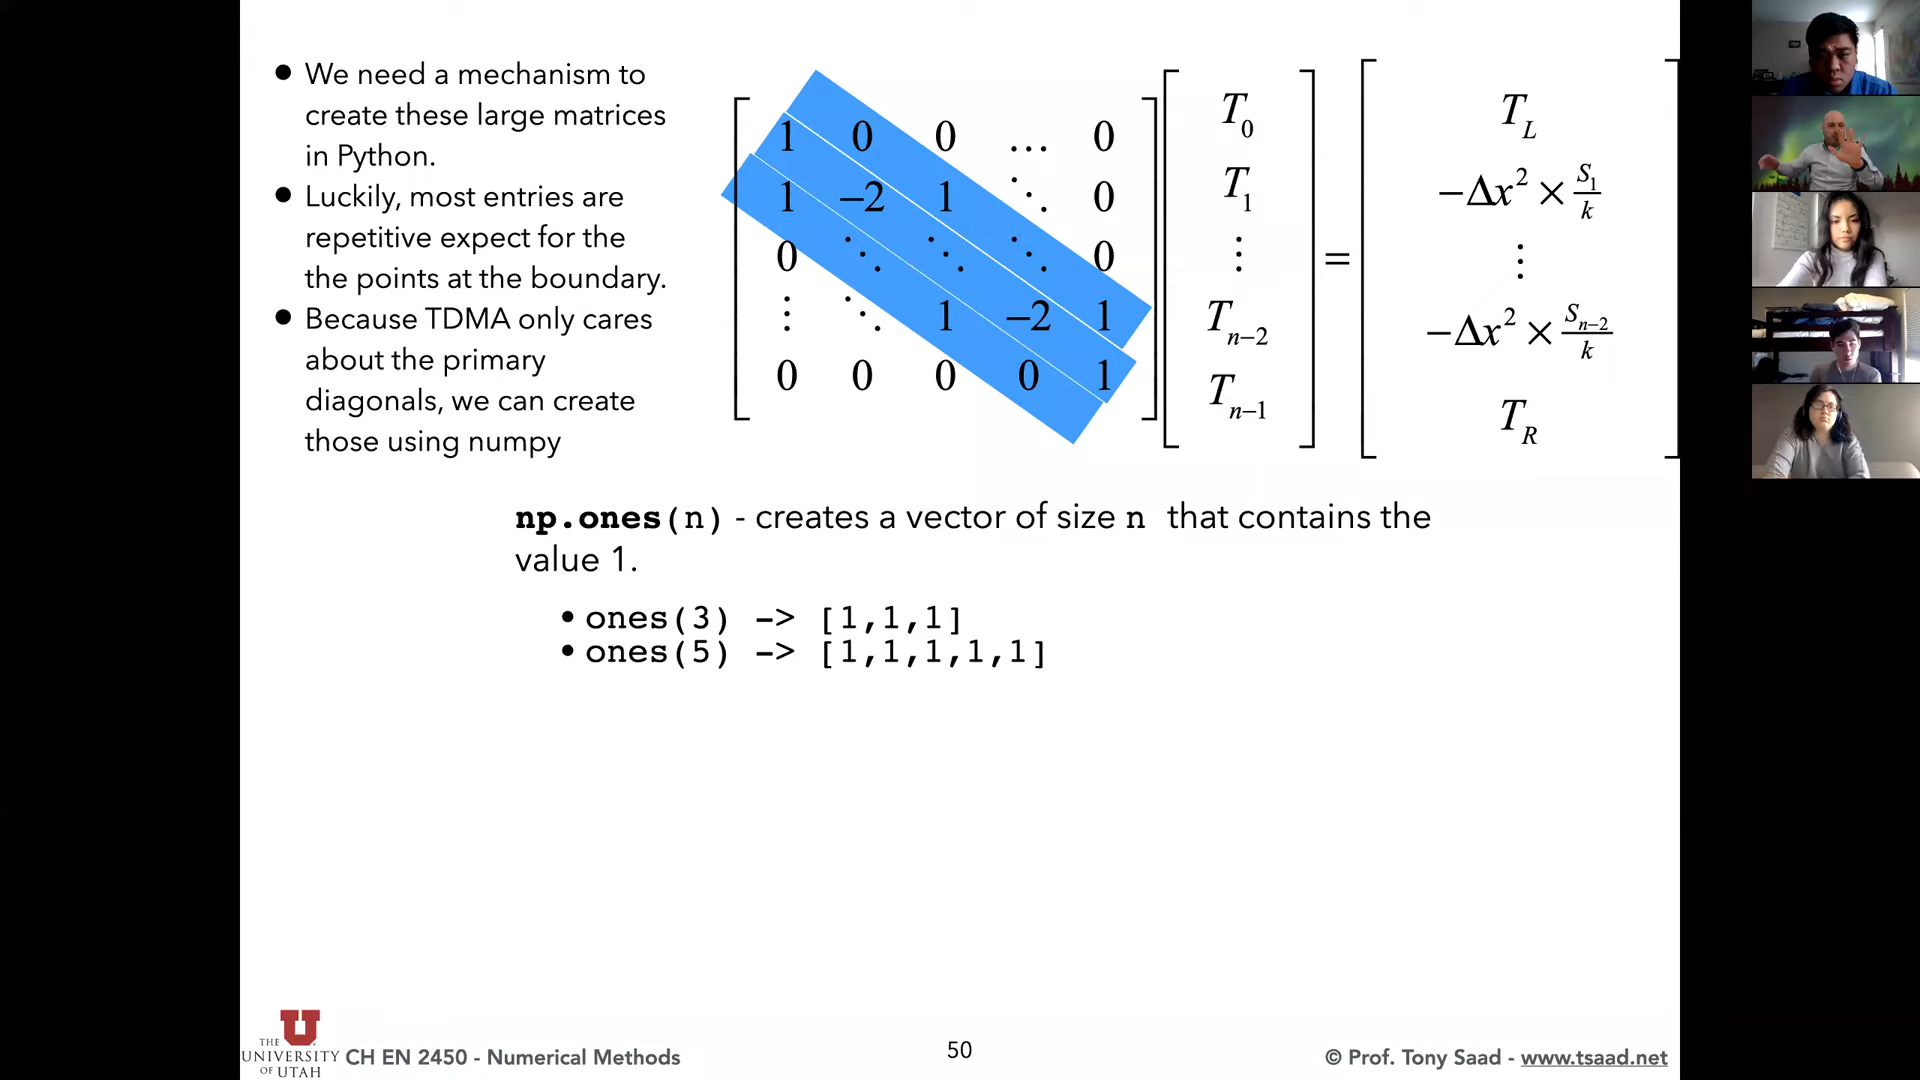 • We need a mechanism to
create these large matrices
in Python.
• Luckily, most entries are
repetitive expect for the
the points at the boundary.
• Because TDMA only cares
about the primary
diagonals, we can create
those using numpy
1 0 0 … 0
1 −2 1 ⋱ 0
0 ⋱ ⋱ ⋱ 0
⋮ ⋱ 1 −2 1
0 0 0 0 1
T₀
T₁
⋮
Tₙ₋₂
Tₙ₋₁
=
T_L
−Δx² × S₁/k
⋮
−Δx² × Sₙ₋₂/k
T_R
np.ones(n) - creates a vector of size n that contains the
value 1.
• ones(3) -> [1,1,1]
• ones(5) -> [1,1,1,1,1]
THE
UNIVERSITY
OF UTAH
CH EN 2450 - Numerical Methods
50
© Prof. Tony Saad - www.tsaad.net